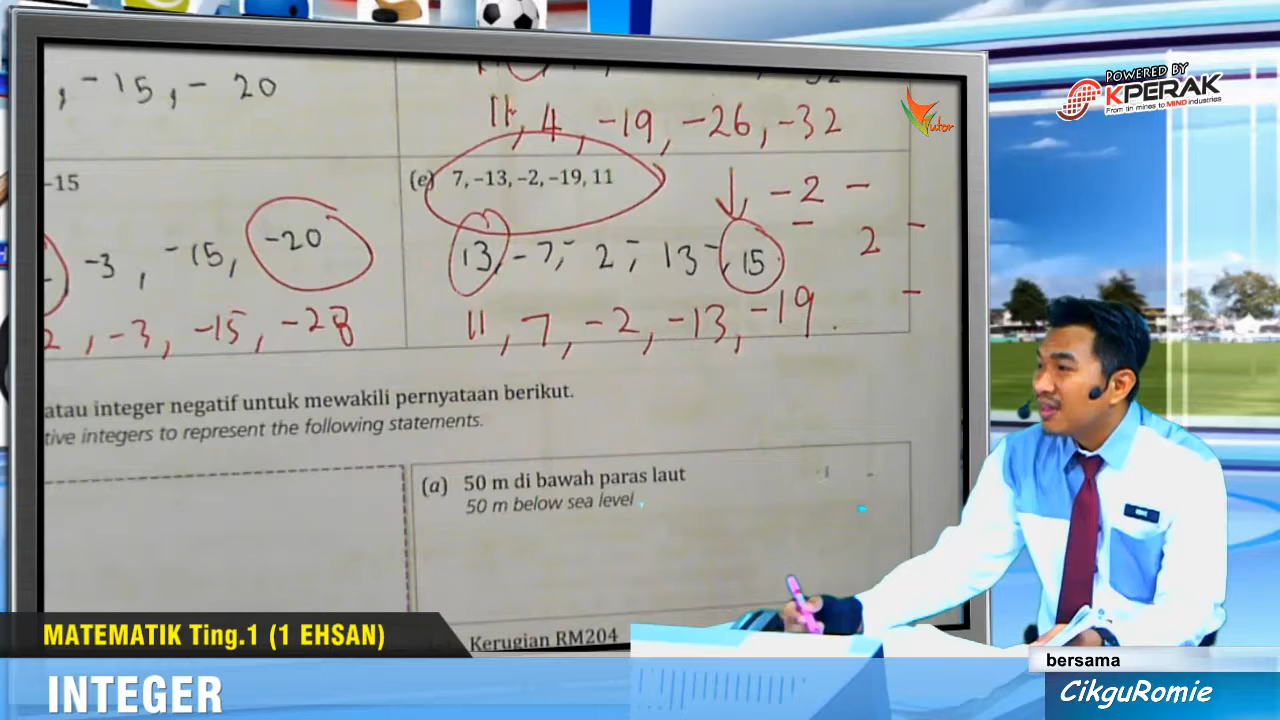 POWERED BY
KPERAK
From tin mines to MIND industries
Tutor
, -15, - 20
11, 4, -19, -26, -32
-15
(e) 7, -13, -2, -19, 11
-3, -15, -20
13, -7, - 2, - 13 -, 15
-2 -
2
2, -3, -15, -28
11, 7, -2, -13, -19.
atau integer negatif untuk mewakili pernyataan berikut.
tive integers to represent the following statements.
(a) 50 m di bawah paras laut
50 m below sea level
Kerugian RM204
MATEMATIK Ting.1 (1 EHSAN)
INTEGER
bersama
CikguRomie